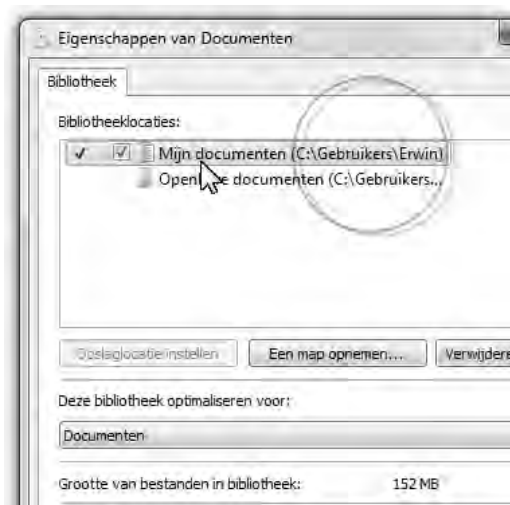 Eigenschappen van Documenten
Bibliotheek
Bibliotheeklocaties:
Mijn documenten (C:\Gebruikers\Erwin)
documenten (C:\Gebruikers...
Opslaglocatie instellen Een map opnemen... Verwijdere
Deze bibliotheek optimaliseren voor:
Documenten
Grootte van bestanden in bibliotheek: 152 MB